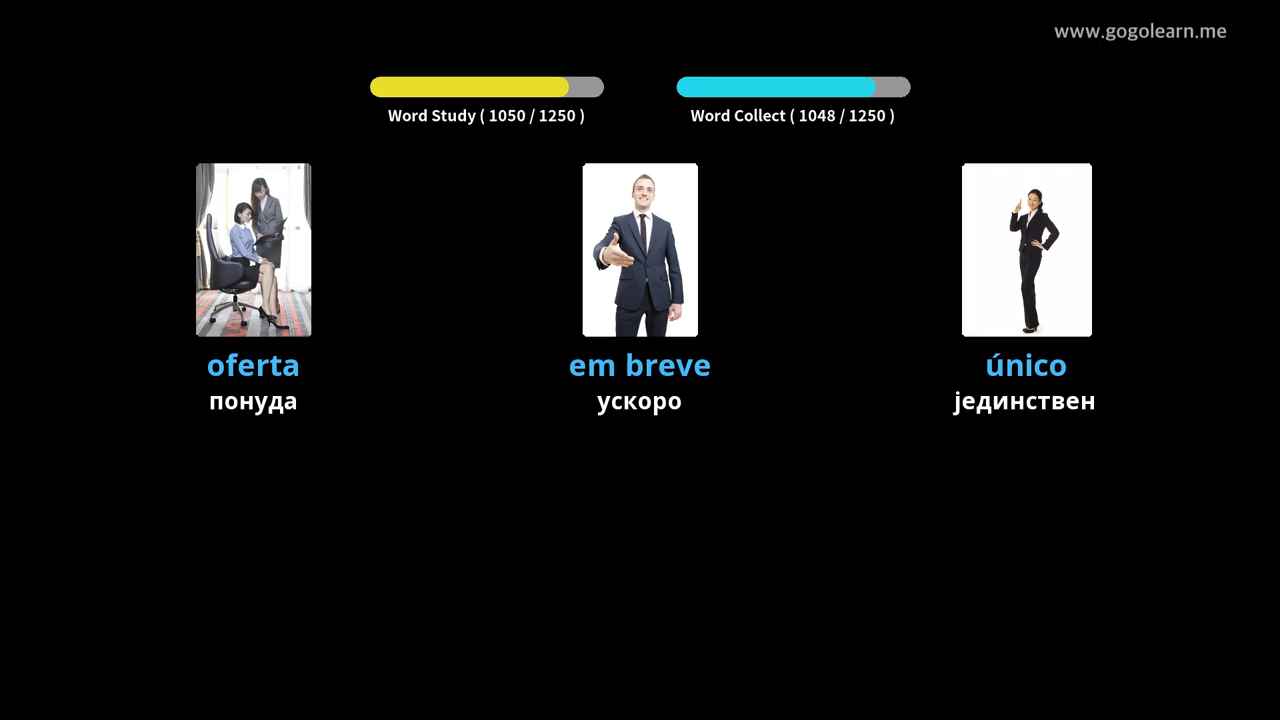 www.gogolearn.me
Word Study ( 1050 / 1250 )
Word Collect ( 1048 / 1250 )
oferta
понуда
em breve
ускоро
único
јединствен